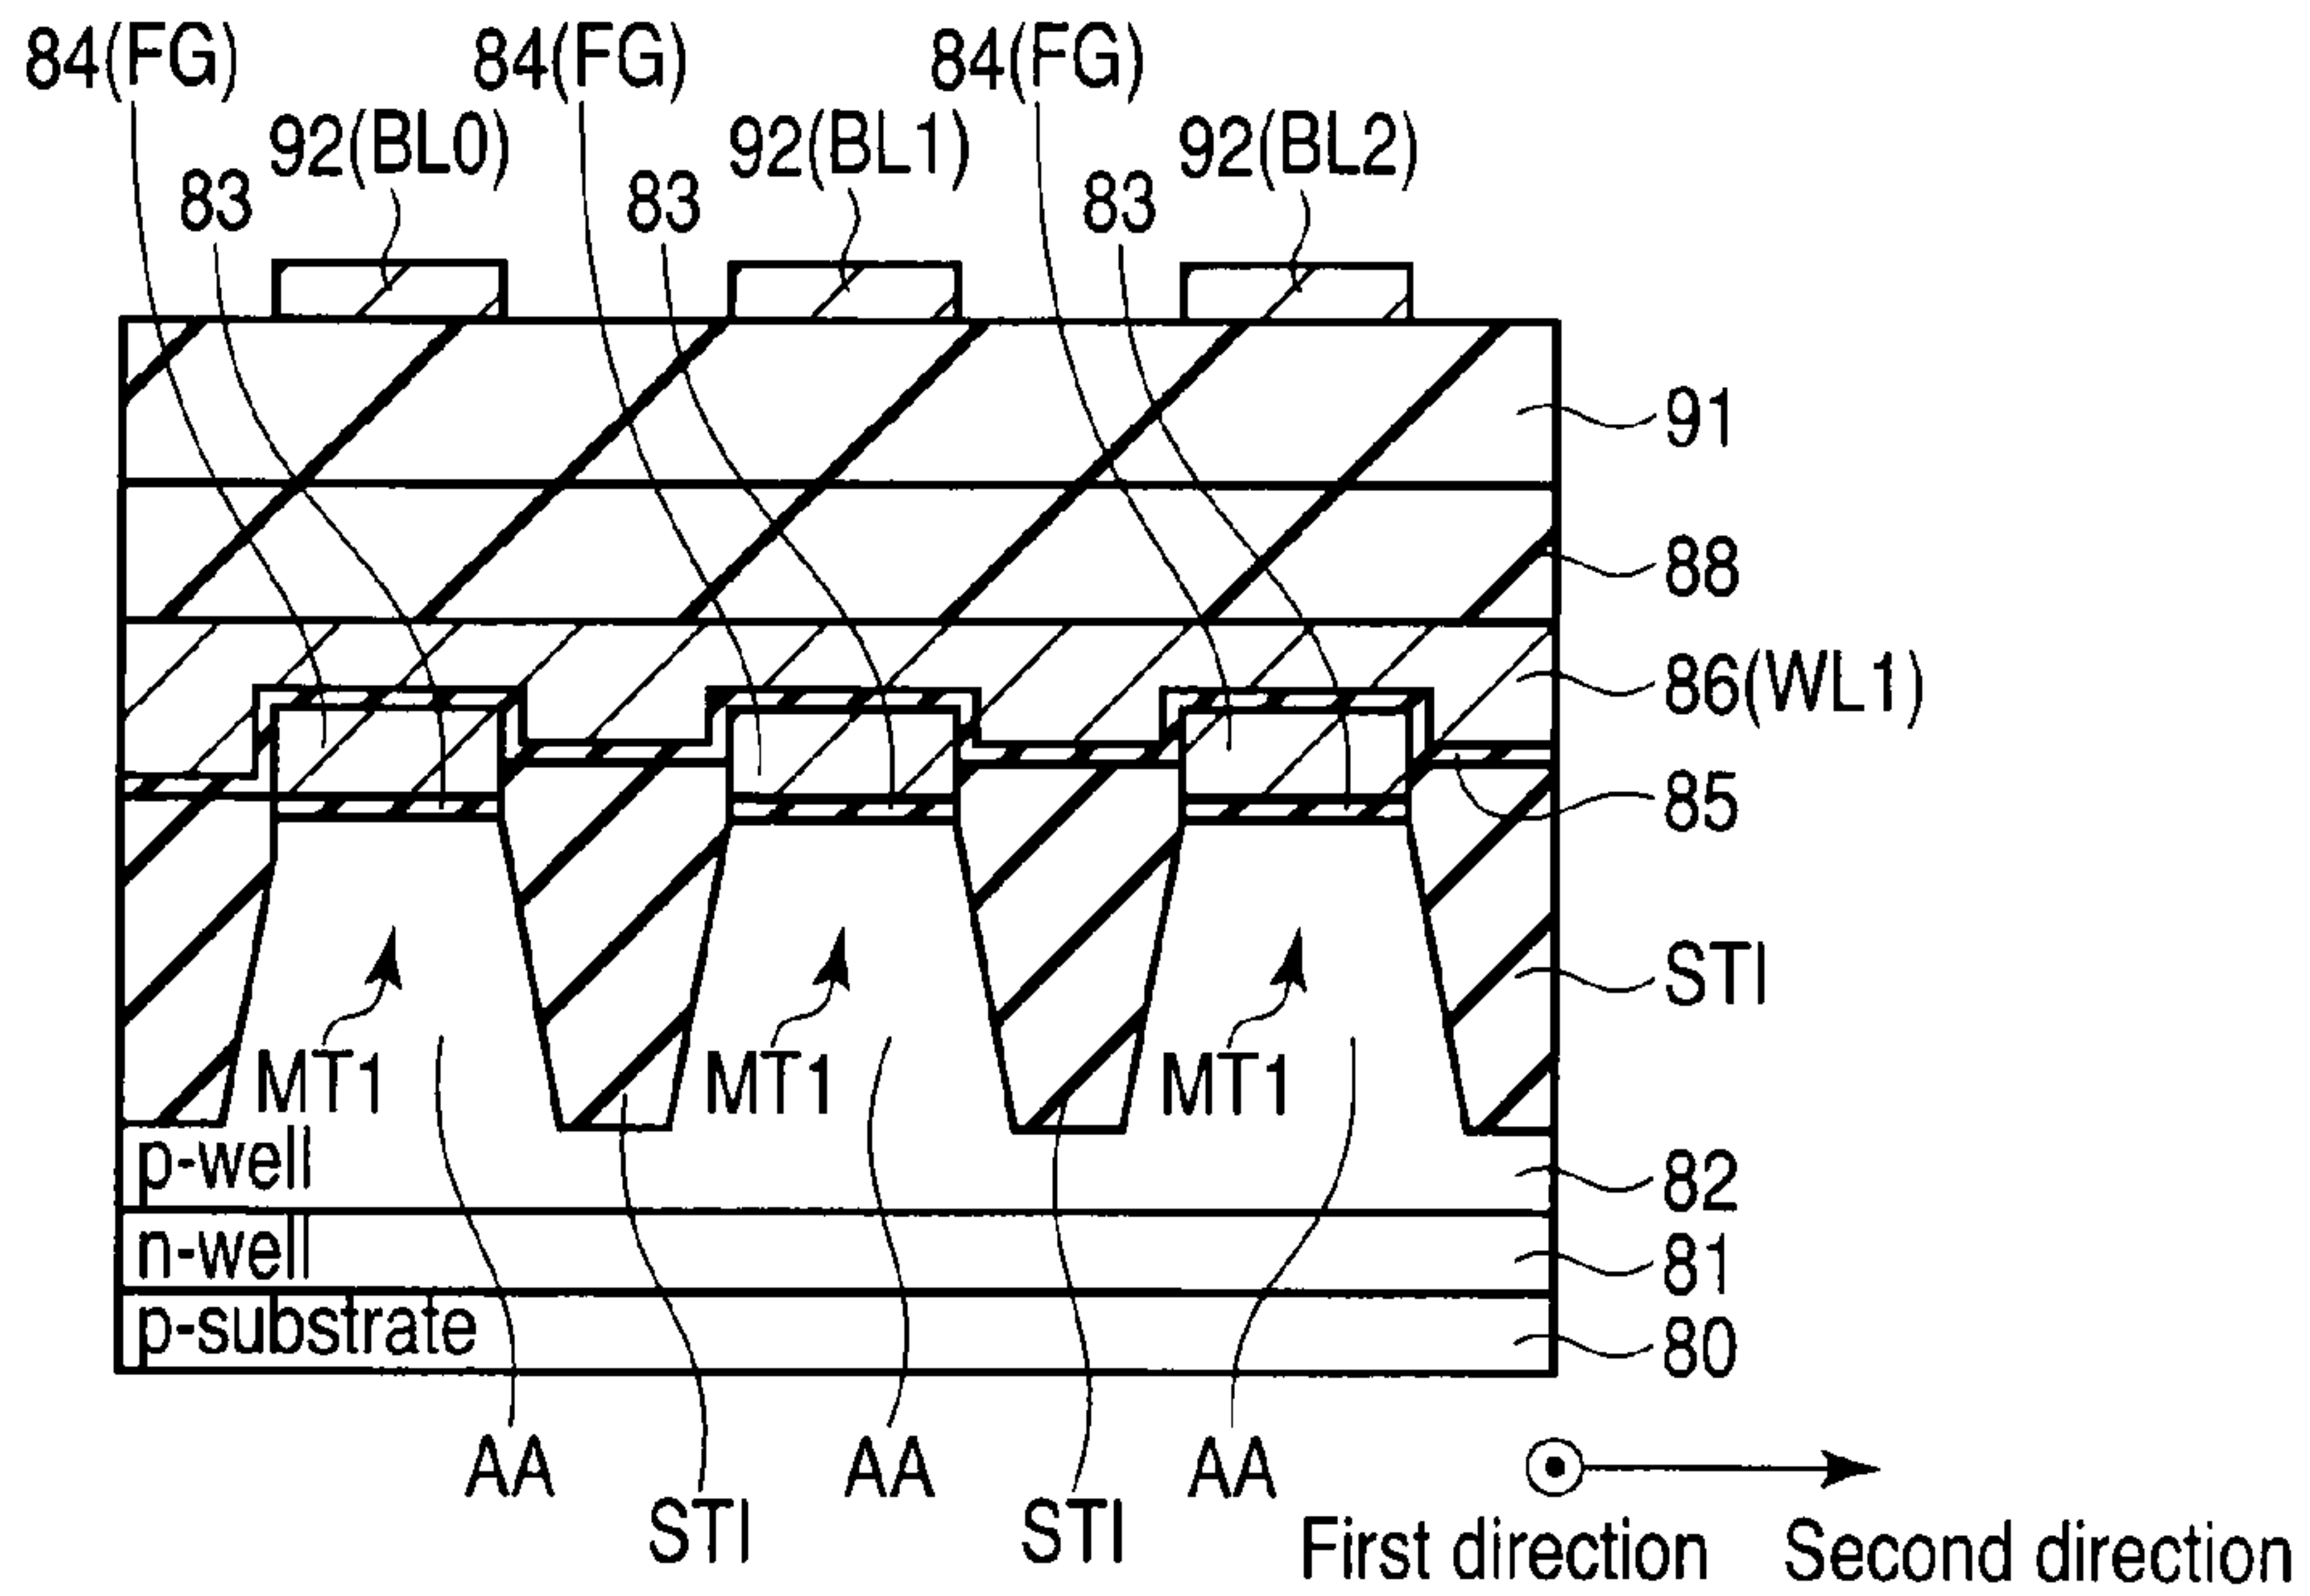 84(FG) 84(FG) 84(FG)
92(BL0) 92(BL1) 92(BL2)
83 83 83
91
88
86(WL1)
85
STI
MT1 MT1 MT1
p-well
82
n-well
81
p-substrate
80
AA AA AA
STI STI
First direction Second direction